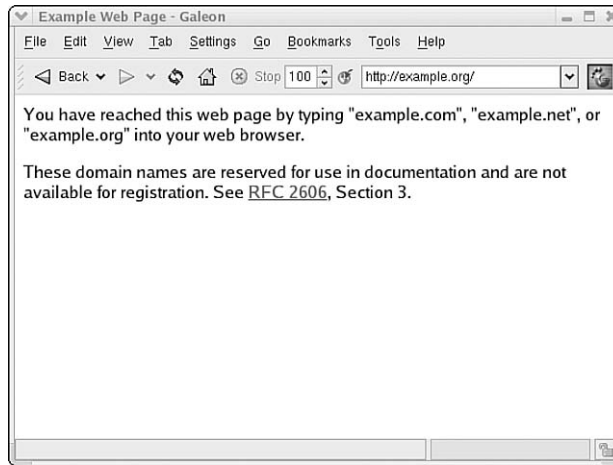 Example Web Page - Galeon
File Edit View Tab Settings Go Bookmarks Tools Help
Back Stop 100 http://example.org/
You have reached this web page by typing "example.com", "example.net", or
"example.org" into your web browser.
These domain names are reserved for use in documentation and are not
available for registration. See RFC 2606, Section 3.